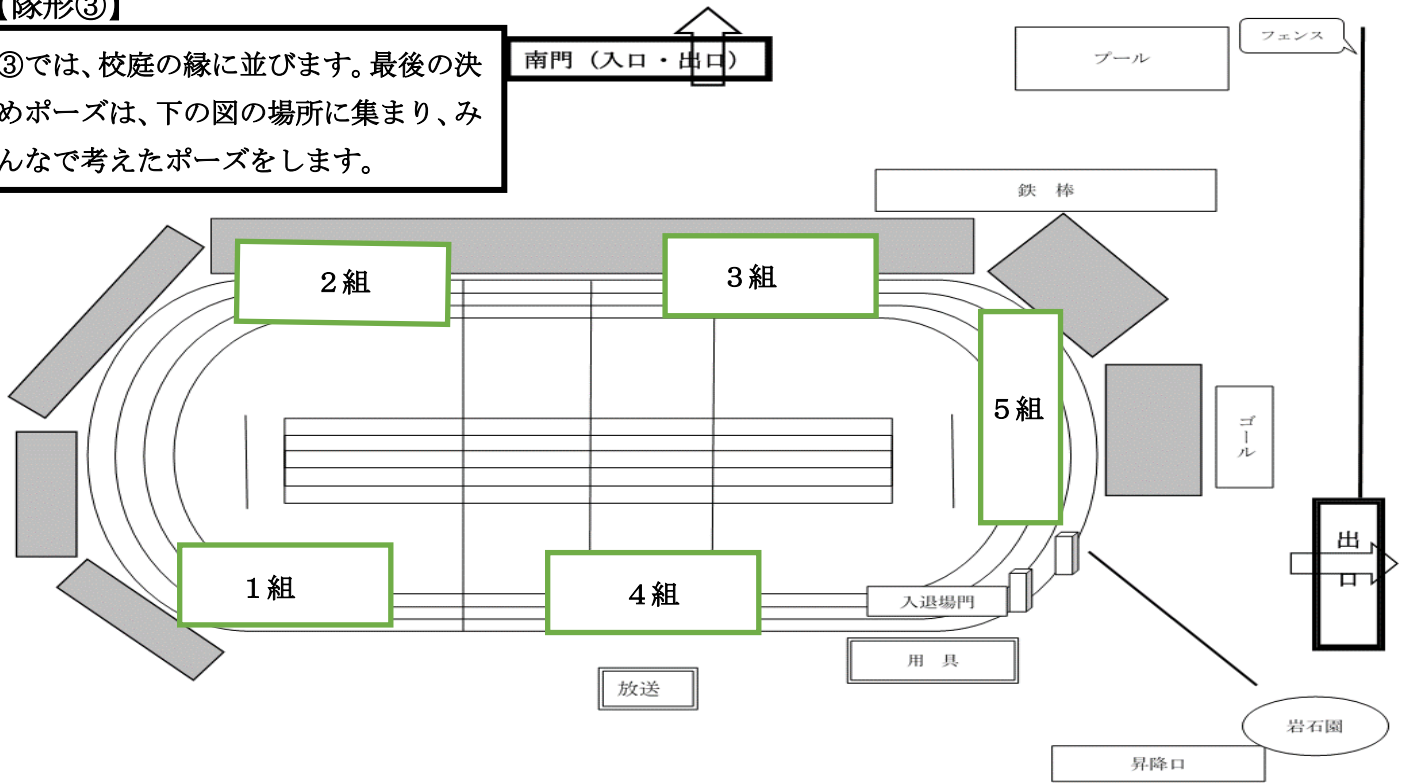 【隊形③】
③では、校庭の縁に並びます。最後の決
めポーズは、下の図の場所に集まり、み
んなで考えたポーズをします。
南門（入口・出口）
プール
フェンス
鉄　棒
２組
３組
５組
ゴール
１組
４組
入退場門
出口
放送
用　具
岩石園
昇降口